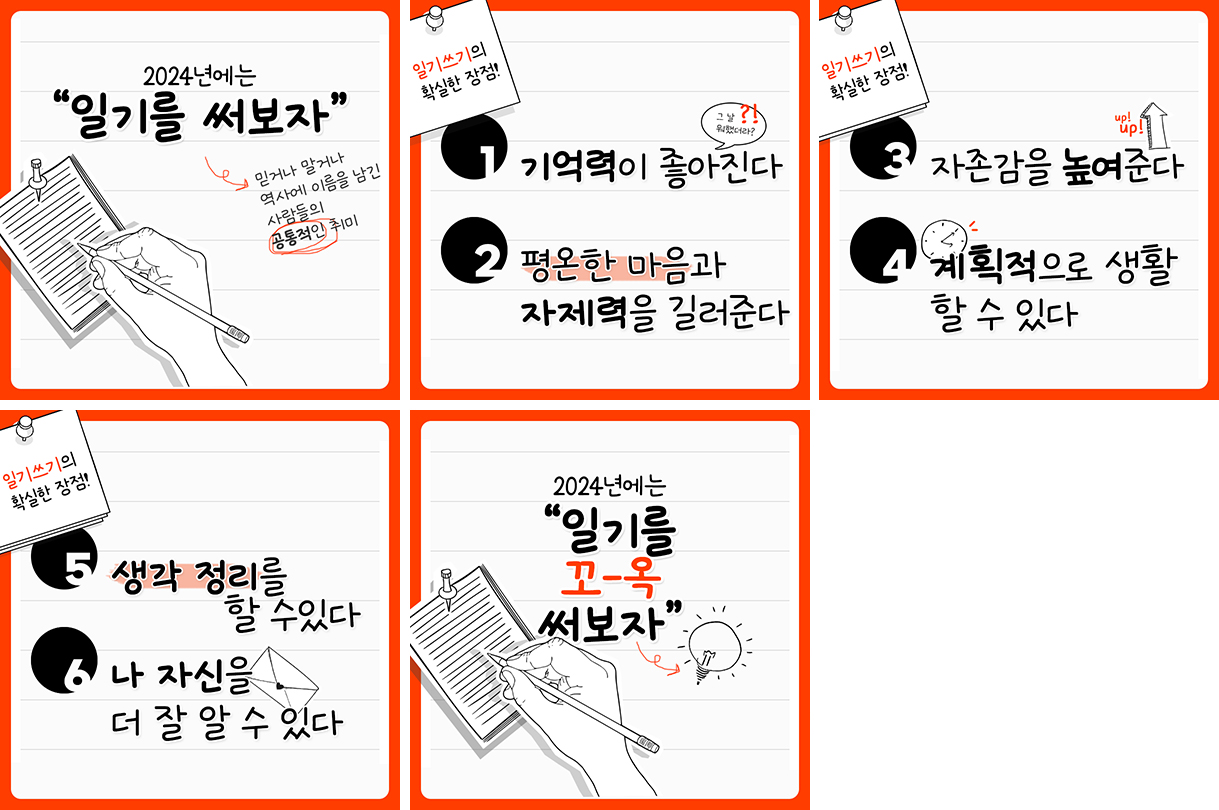 2024년에는
“일기를 써보자”
믿거나 말거나
역사에 이름을 남긴
사람들의
공통적인 취미
일기쓰기의
확실한 장점!
그 날 ?!
뭐했더라?
1 기억력이 좋아진다
2 평온한 마음과
자제력을 길러준다
일기쓰기의
확실한 장점!
up!
up!
3 자존감을 높여준다
4 계획적으로 생활
할 수 있다
일기쓰기의
확실한 장점!
5 생각 정리를
할 수있다
6 나 자신을
더 잘 알 수 있다
2024년에는
“일기를
꼬-옥
써보자”